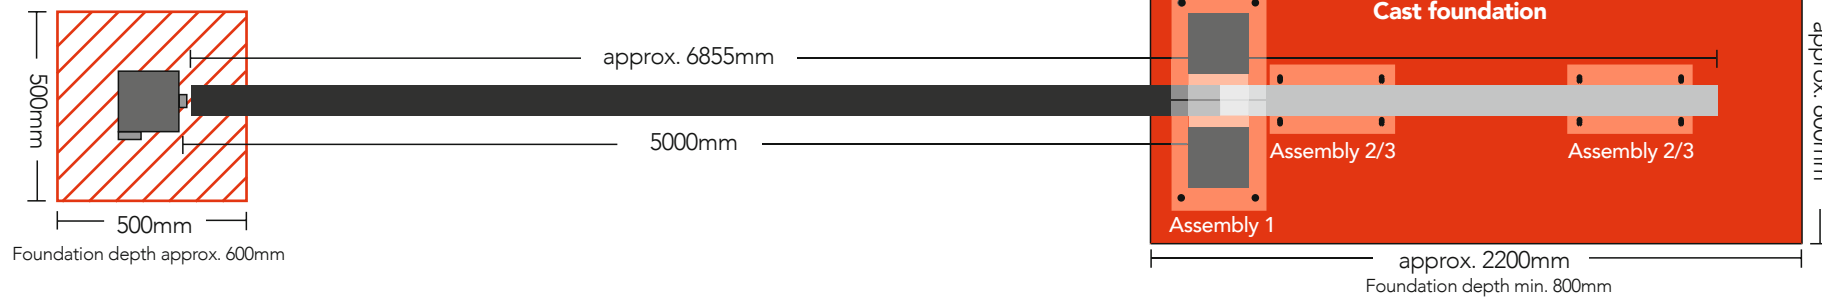 Cast foundation
approx. 6855mm
500mm
5000mm
Assembly 2/3
Assembly 2/3
Assembly 1
500mm
Foundation depth approx. 600mm
approx. 2200mm
Foundation depth min. 800mm
approx.